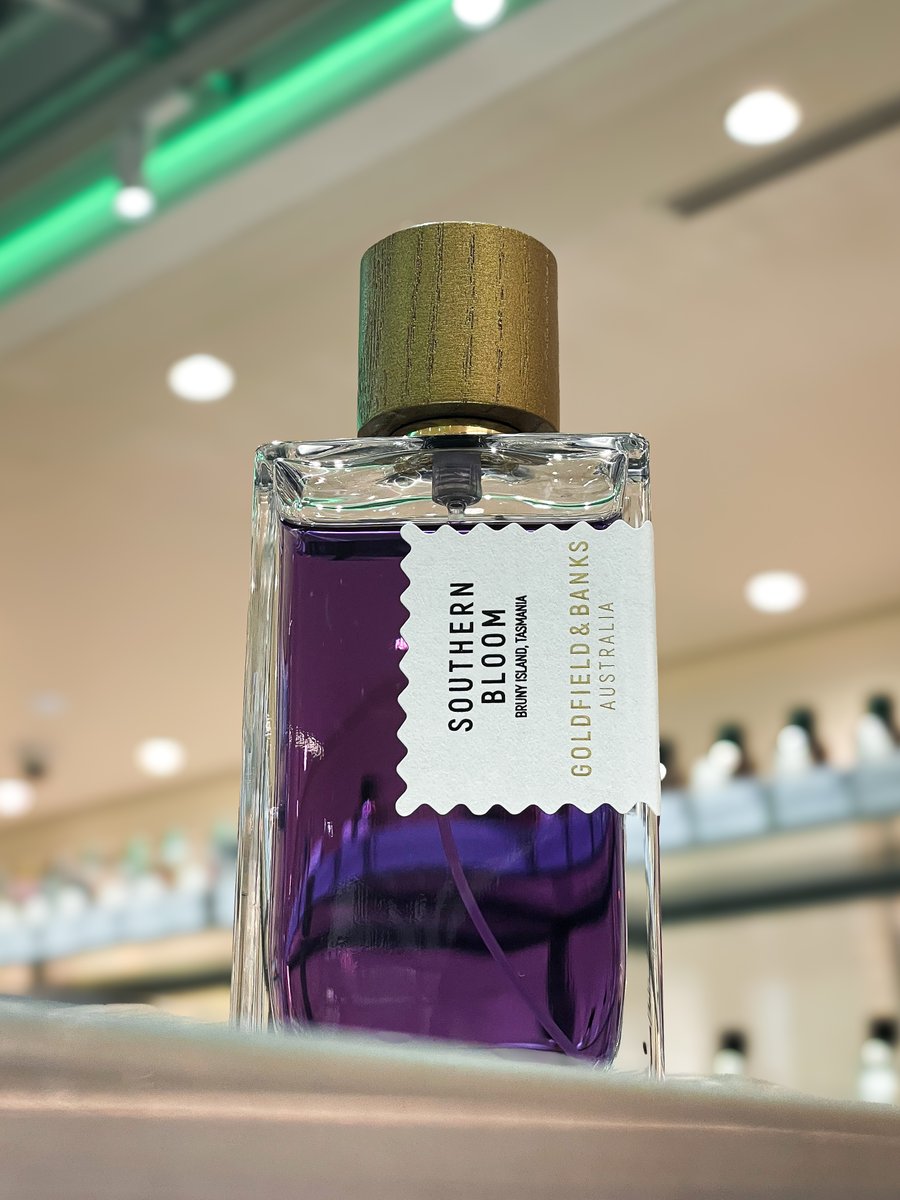 SOUTHERN
BLOOM
BRUNY ISLAND, TASMANIA
GOLDFIELD & BANKS
AUSTRALIA